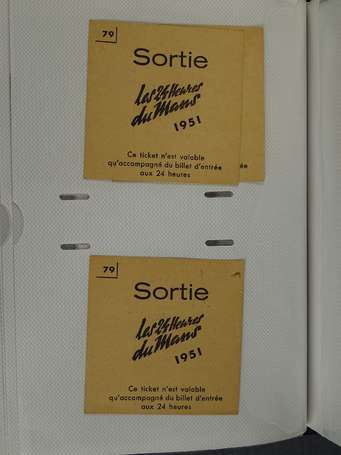 79
Sortie
Les 24 Heures
du Mans
1951
Ce ticket n'est valable
qu'accompagné du billet d'entrée
aux 24 heures
ée
79
Sortie
Les 24 Heures
du Mans
1951
Ce ticket n'est valable
qu'accompagné du billet d'entrée
aux 24 heures